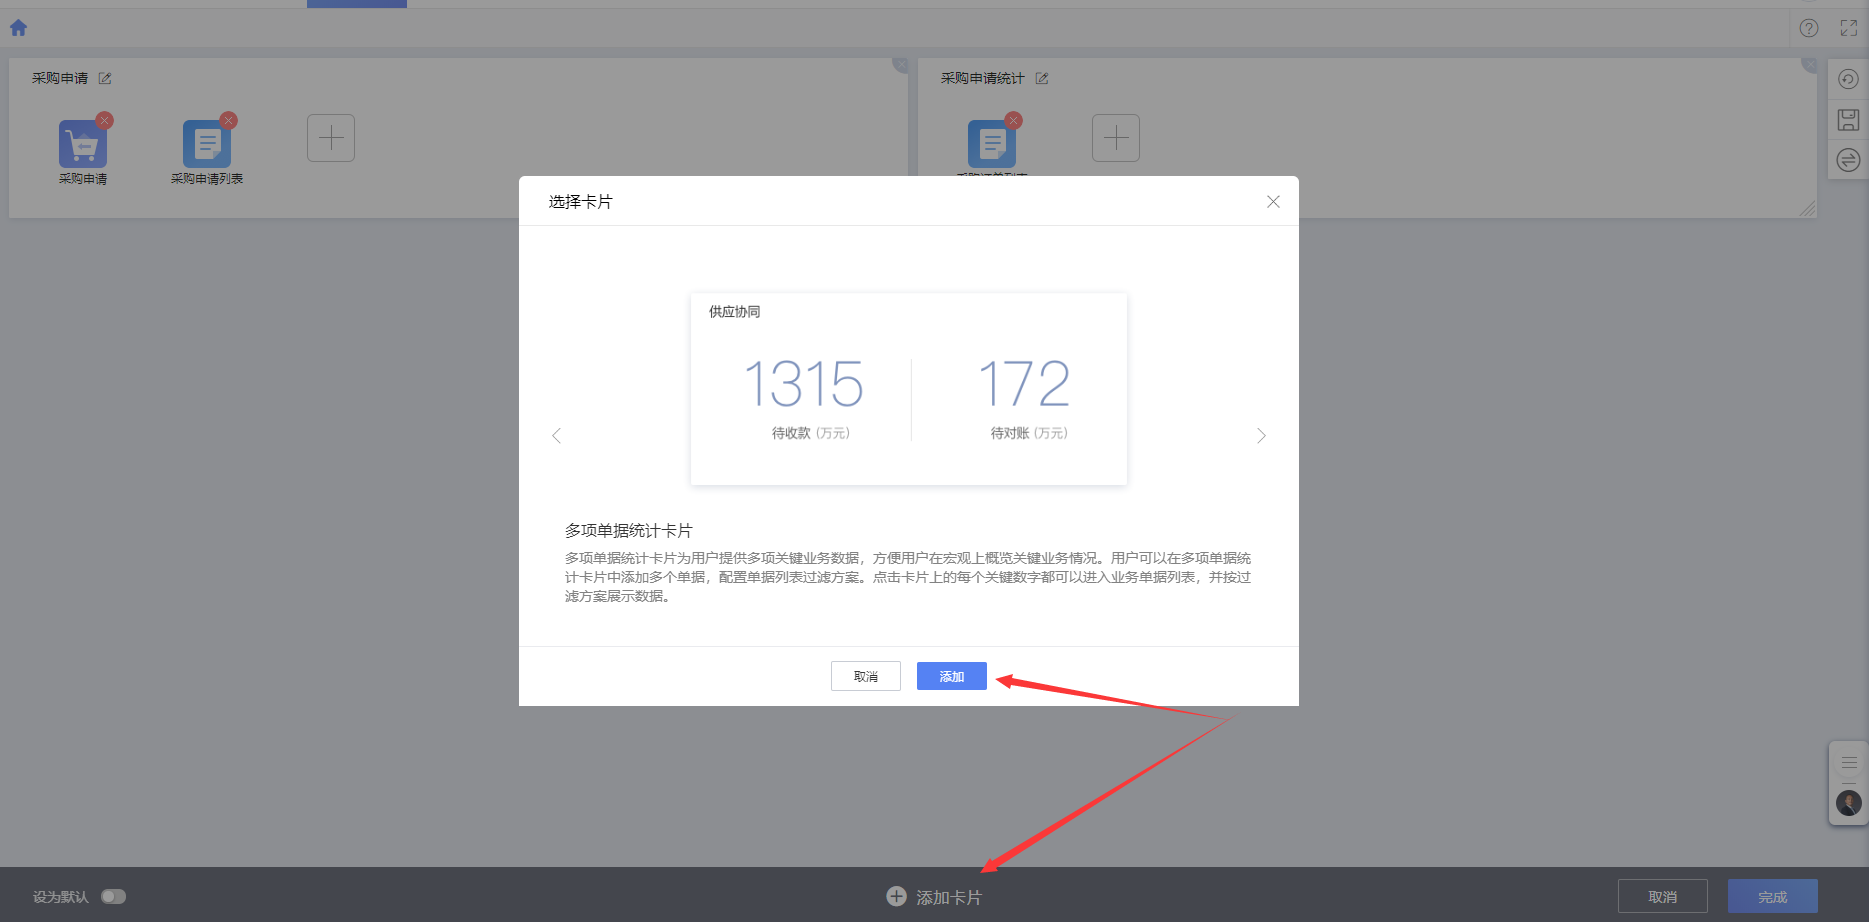 采购申请
采购申请统计
采购申请
采购申请列表
采购订单列表
选择卡片
供应协同
1315
172
待收款 (万元)
待对账 (万元)
多项单据统计卡片
多项单据统计卡片为用户提供多项关键业务数据，方便用户在宏观上概览关键业务情况。用户可以在多项单据统
计卡片中添加多个单据，配置单据列表过滤方案。点击卡片上的每个关键数字都可以进入业务单据列表，并按过
滤方案展示数据。
取消
添加
设为默认
添加卡片
取消
完成